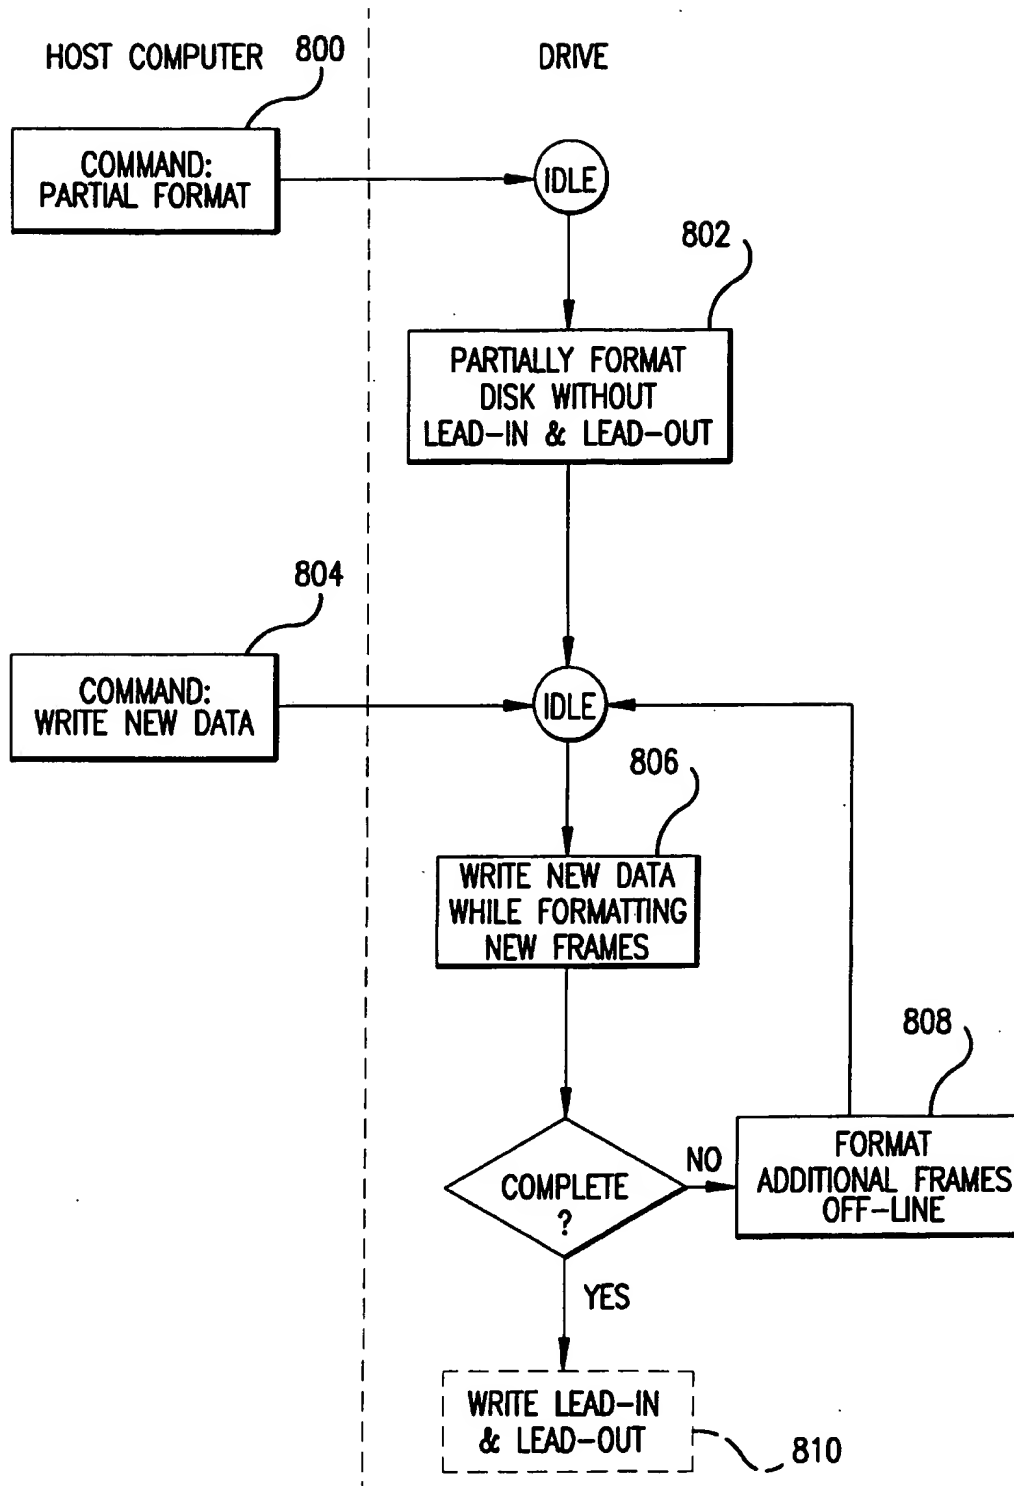 HOST COMPUTER
800
DRIVE
COMMAND:
PARTIAL FORMAT
IDLE
802
PARTIALLY FORMAT
DISK WITHOUT
LEAD-IN & LEAD-OUT
804
COMMAND:
WRITE NEW DATA
IDLE
806
WRITE NEW DATA
WHILE FORMATTING
NEW FRAMES
808
FORMAT
ADDITIONAL FRAMES
OFF-LINE
COMPLETE
?
NO
YES
WRITE LEAD-IN
& LEAD-OUT
810